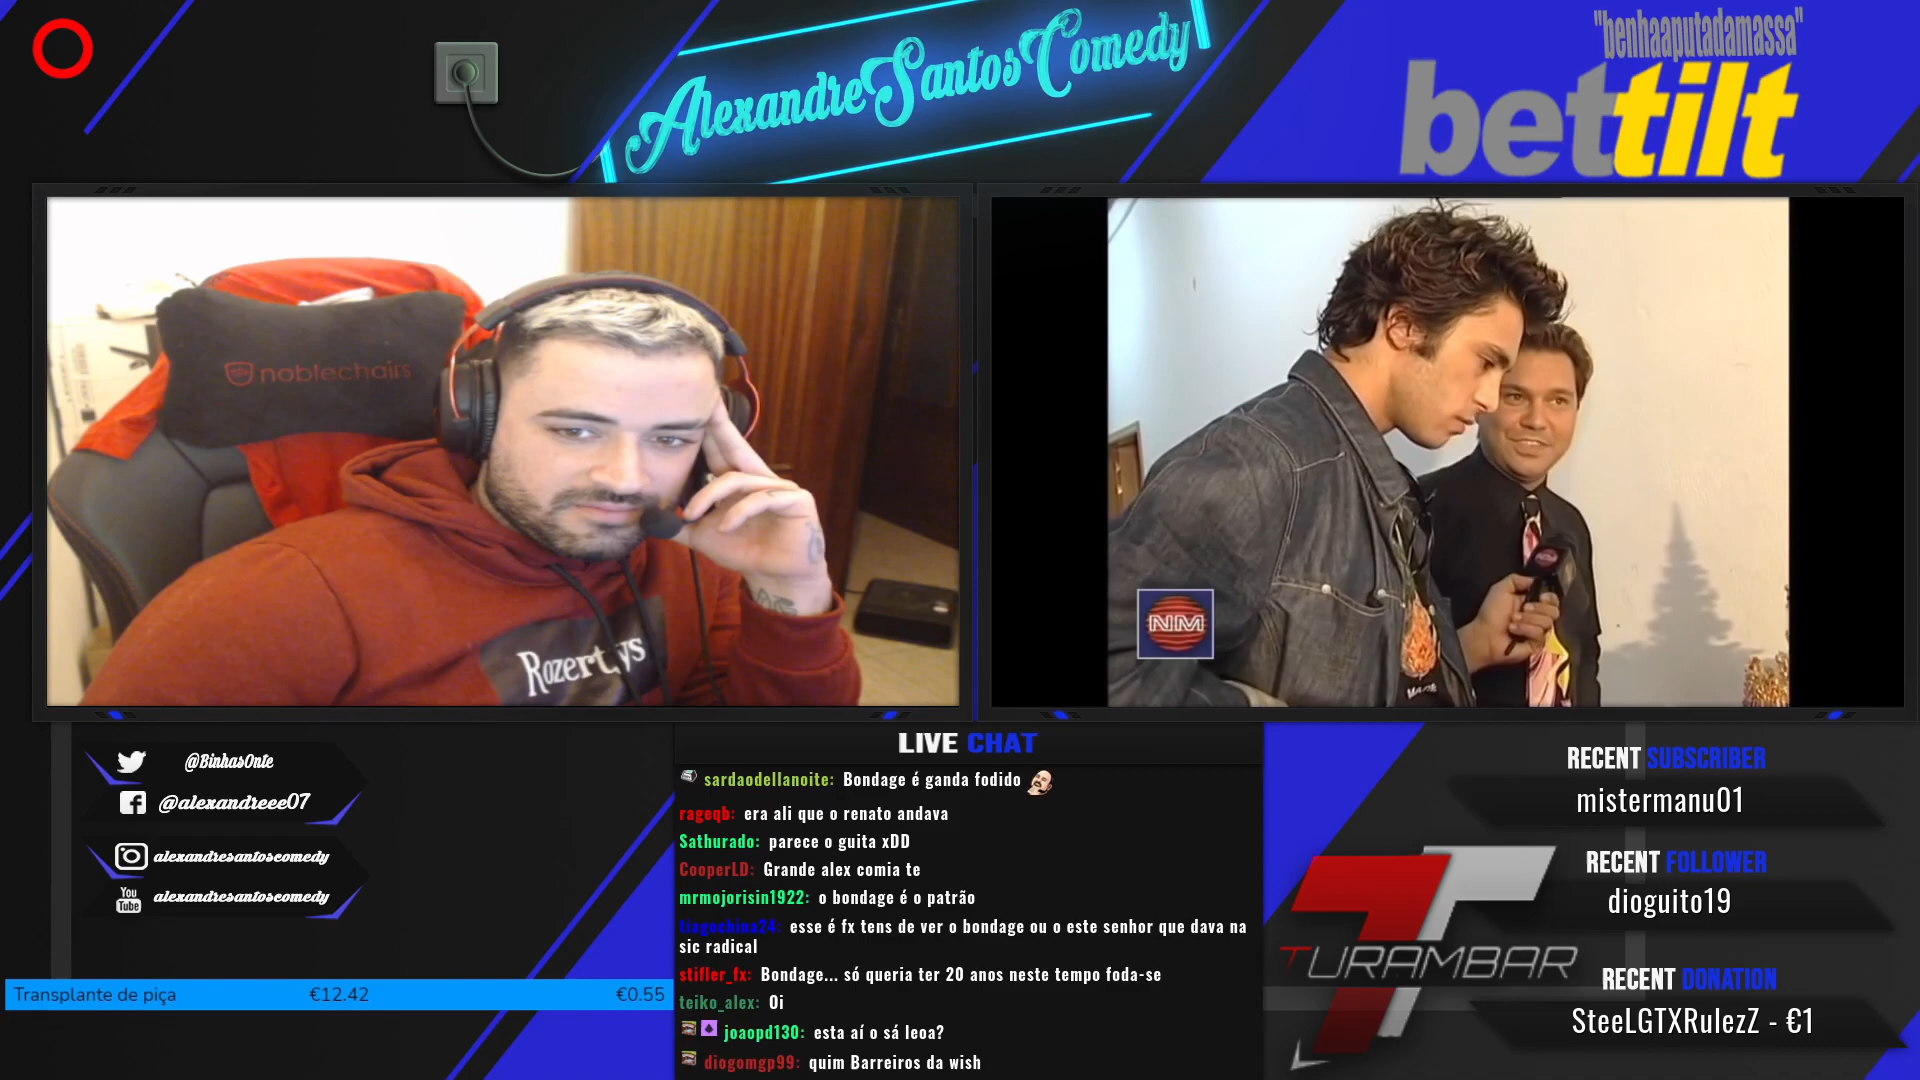 AlexandreSantosComedy
"benhaaputadamassa"
bettilt
noblechairs
NM
@BinhasOnte
@alexandreee07
alexandresantoscomedy
You
Tube
alexandresantoscomedy
Transplante de piça €12.42 €0.55
LIVE CHAT
sardaodellanoite: Bondage é ganda fodido
rageqb: era ali que o renato andava
Sathurado: parece o guita xDD
CooperLD: Grande alex comia te
mrmojorisin1922: o bondage é o patrão
tiagochina24: esse é fx tens de ver o bondage ou o este senhor que dava na
sic radical
stifler_fx: Bondage... só queria ter 20 anos neste tempo foda-se
teiko_alex: Oi
joaopd130: esta aí o sá leoa?
diogomgp99: quim Barreiros da wish
TURAMBAR
RECENT SUBSCRIBER
mistermanu01
RECENT FOLLOWER
dioguito19
RECENT DONATION
SteeLGTXRulezZ - €1